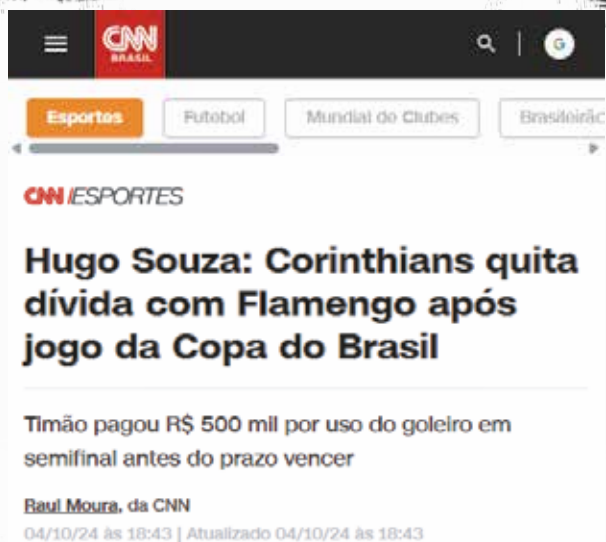 CNN
BRASIL
G
Esportes
Futebol
Mundial de Clubes
Brasileirão
CNN /ESPORTES
Hugo Souza: Corinthians quita
dívida com Flamengo após
jogo da Copa do Brasil
Timão pagou R$ 500 mil por uso do goleiro em
semifinal antes do prazo vencer
Raul Moura, da CNN
04/10/24 às 18:43 | Atualizado 04/10/24 às 18:43